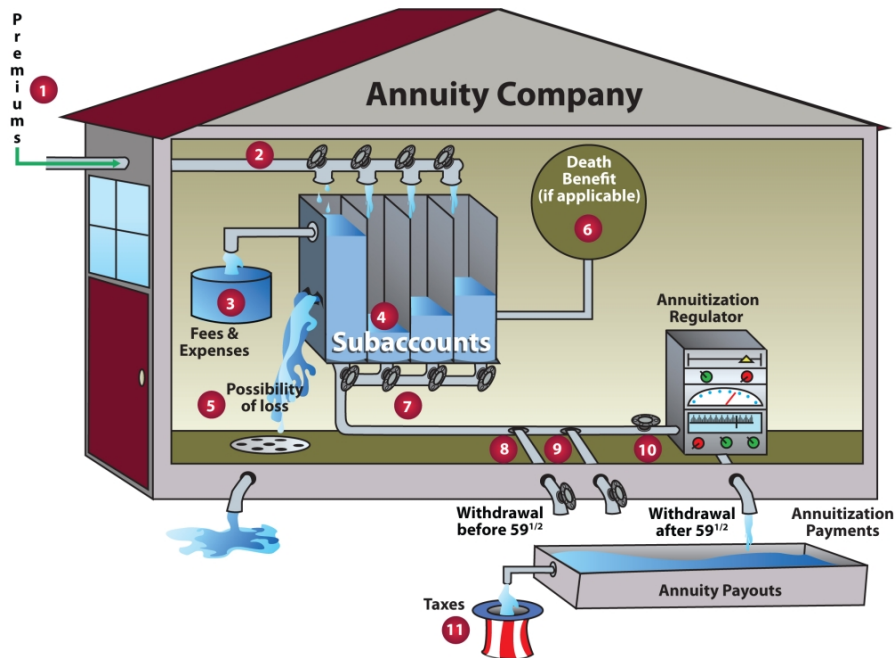 Premiums
1
Annuity Company
2
Death
Benefit
(if applicable)
6
3
Fees &
Expenses
4
Subaccounts
Annuitization
Regulator
5
Possibility
of loss
7
8
9
10
Withdrawal
before 59 1/2
Withdrawal
after 59 1/2
Annuitization
Payments
Annuity Payouts
Taxes
11